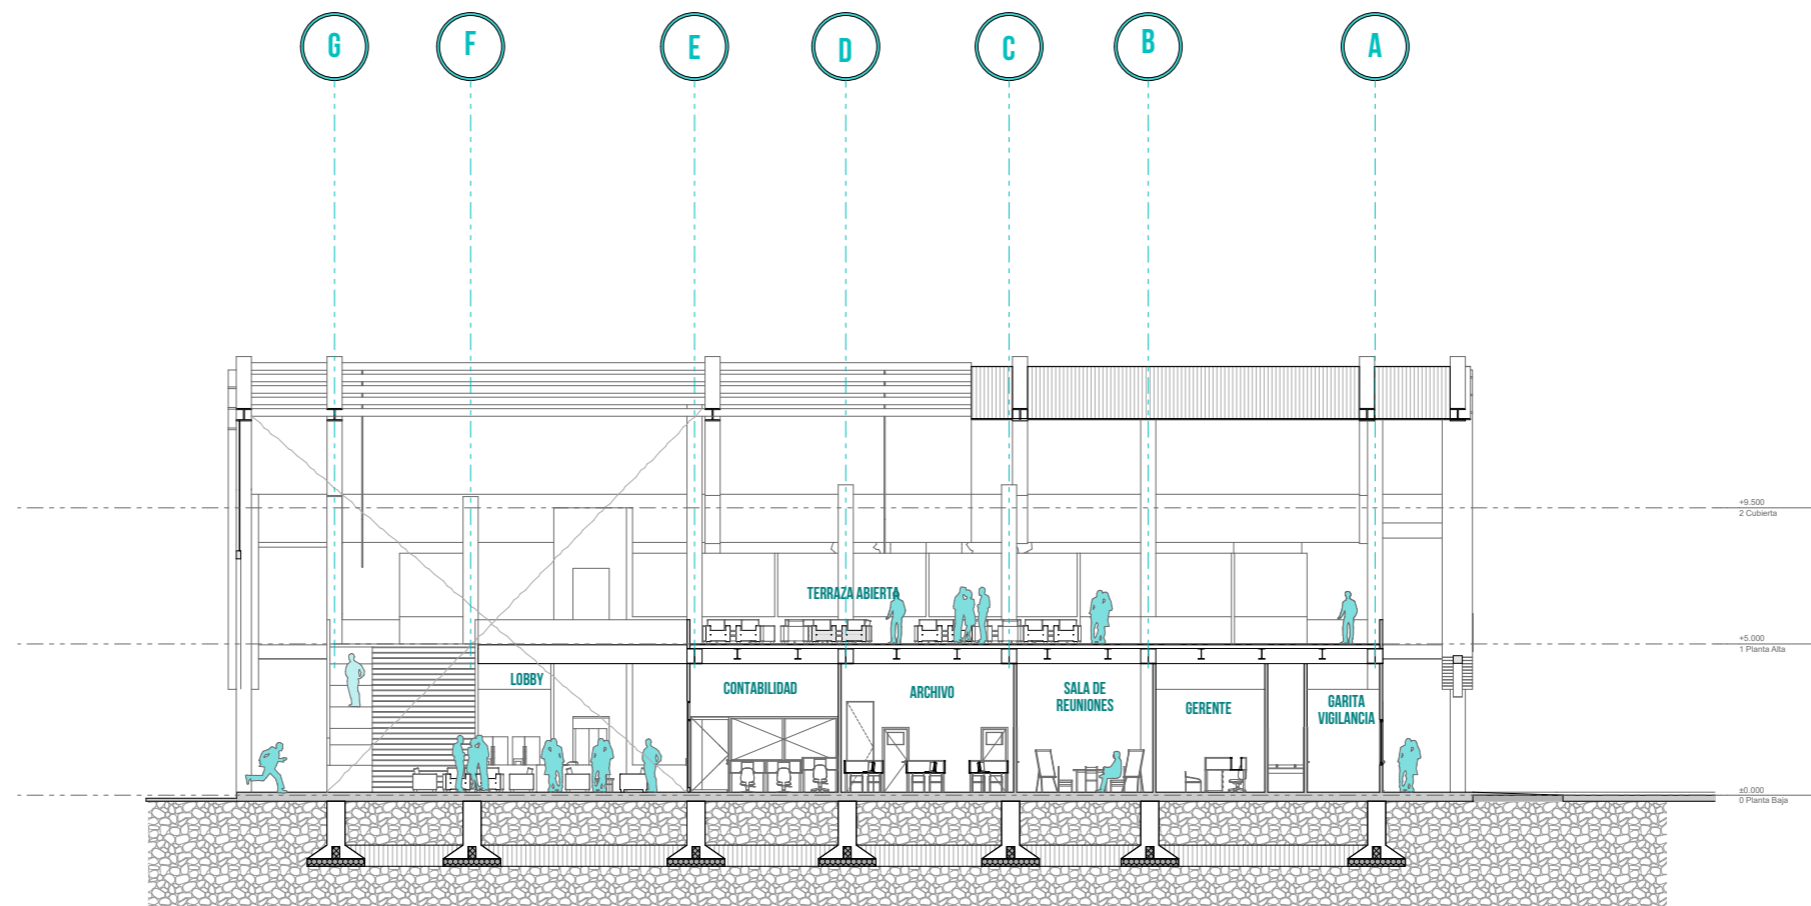 G F E D C B A
+9.500
2 Cubierta
TERRAZA ABIERTA
+5.000
1 Planta Alta
LOBBY
CONTABILIDAD
ARCHIVO
SALA DE
REUNIONES
GERENTE
GARITA
VIGILANCIA
±0.000
0 Planta Baja